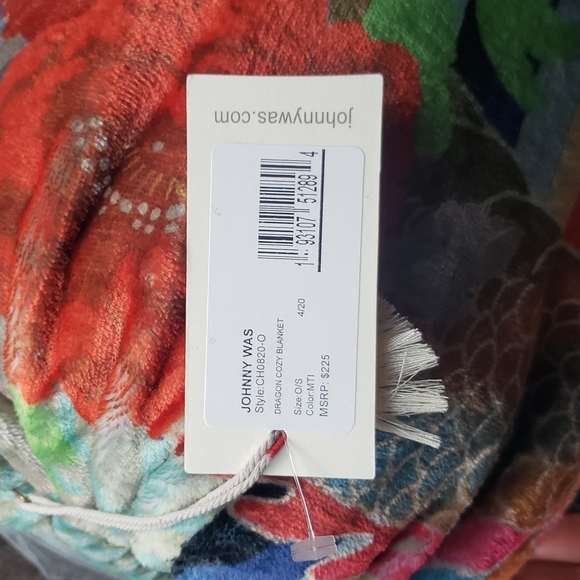 johnnywas.com
1 93107 51289 4
JOHNNY WAS
Style:CH0820-O
DRAGON COZY BLANKET
4/20
Size:O/S
Color:MTI
MSRP: $225